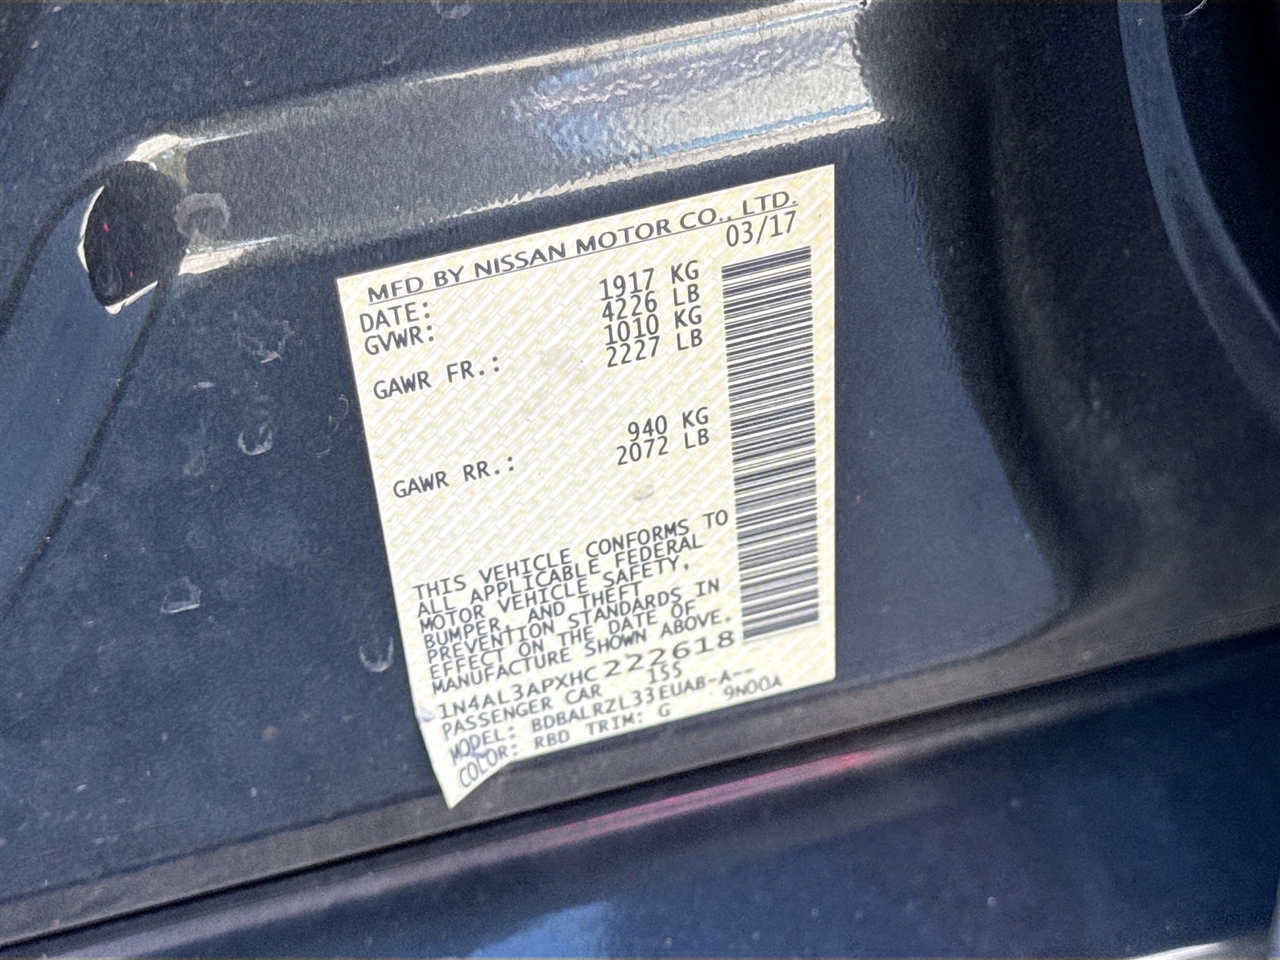 MFD BY NISSAN MOTOR CO., LTD.
DATE: 03/17
GVWR: 1917 KG
4226 LB
GAWR FR.: 1010 KG
2227 LB
GAWR RR.: 940 KG
2072 LB
THIS VEHICLE CONFORMS TO
ALL APPLICABLE FEDERAL
MOTOR VEHICLE SAFETY,
BUMPER, AND THEFT
PREVENTION STANDARDS IN
EFFECT ON THE DATE OF
MANUFACTURE SHOWN ABOVE.
1N4AL3APXHC222618
PASSENGER CAR 155
MODEL: BDBALRZL33EUAB-A--
COLOR: RBD TRIM: G 9N00A